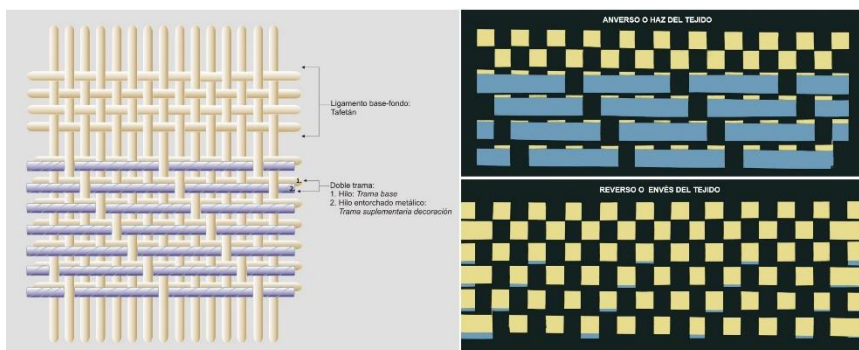 Ligamento base-fondo:
Tafetán
1.
2.
Doble trama:
1. Hilo: Trama base
2. Hilo entorchado metálico:
Trama suplementaria decoración
ANVERSO O HAZ DEL TEJIDO
REVERSO O ENVÉS DEL TEJIDO